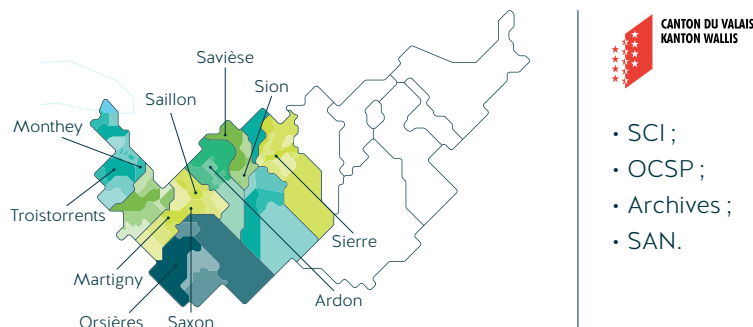 Savièse
Sion
Saillon
Monthey
Troistorrents
Sierre
Martigny
Ardon
Orsières
Saxon
CANTON DU VALAIS
KANTON WALLIS
• SCI ;
• OCSP ;
• Archives ;
• SAN.